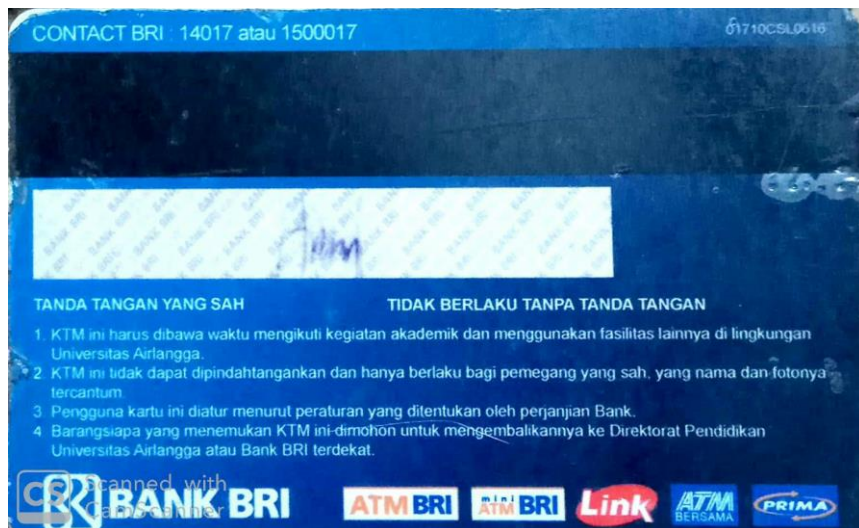 CONTACT BRI : 14017 atau 1500017
01710CSL0616
TANDA TANGAN YANG SAH
TIDAK BERLAKU TANPA TANDA TANGAN
1. KTM ini harus dibawa waktu mengikuti kegiatan akademik dan menggunakan fasilitas lainnya di lingkungan
Universitas Airlangga.
2. KTM ini tidak dapat dipindahtangankan dan hanya berlaku bagi pemegang yang sah, yang nama dan fotonya
tercantum
3 Pengguna kartu ini diatur menurut peraturan yang ditentukan oleh perjanjian Bank.
4 Barangsiapa yang menemukan KTM ini dimohon untuk mengembalikannya ke Direktorat Pendidikan
Universitas Airlangga atau Bank BRI terdekat.
CS Scanned with
CamScanner
BANK BRI
ATM BRI
mini ATM BRI
Link
ATM BERSAMA
PRIMA